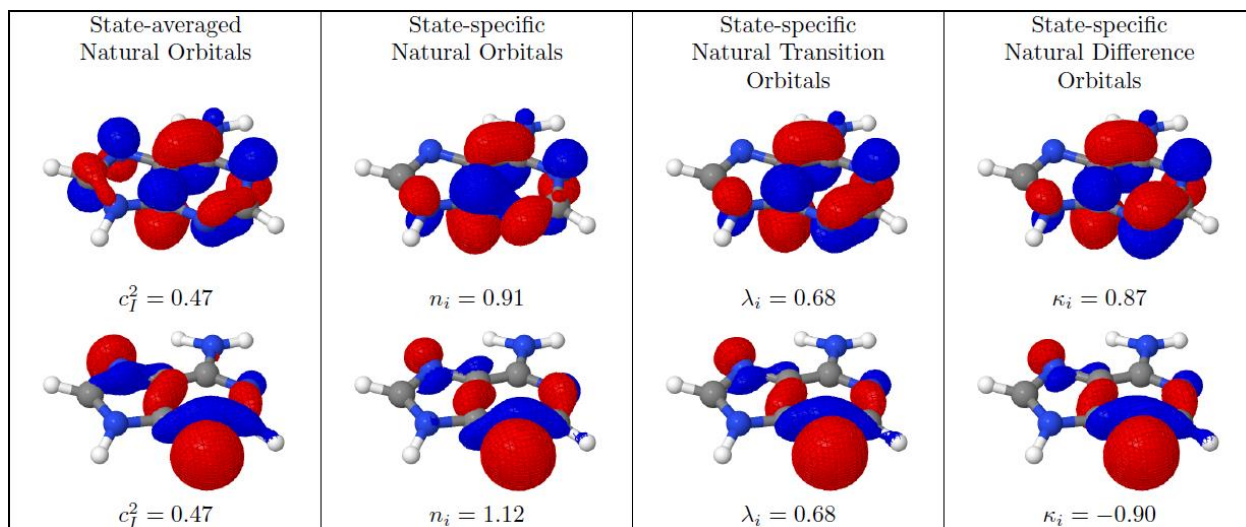 State-averaged
Natural Orbitals
State-specific
Natural Orbitals
State-specific
Natural Transition
Orbitals
State-specific
Natural Difference
Orbitals
c_I^2 = 0.47
n_i = 0.91
λ_i = 0.68
κ_i = 0.87
c_I^2 = 0.47
n_i = 1.12
λ_i = 0.68
κ_i = −0.90